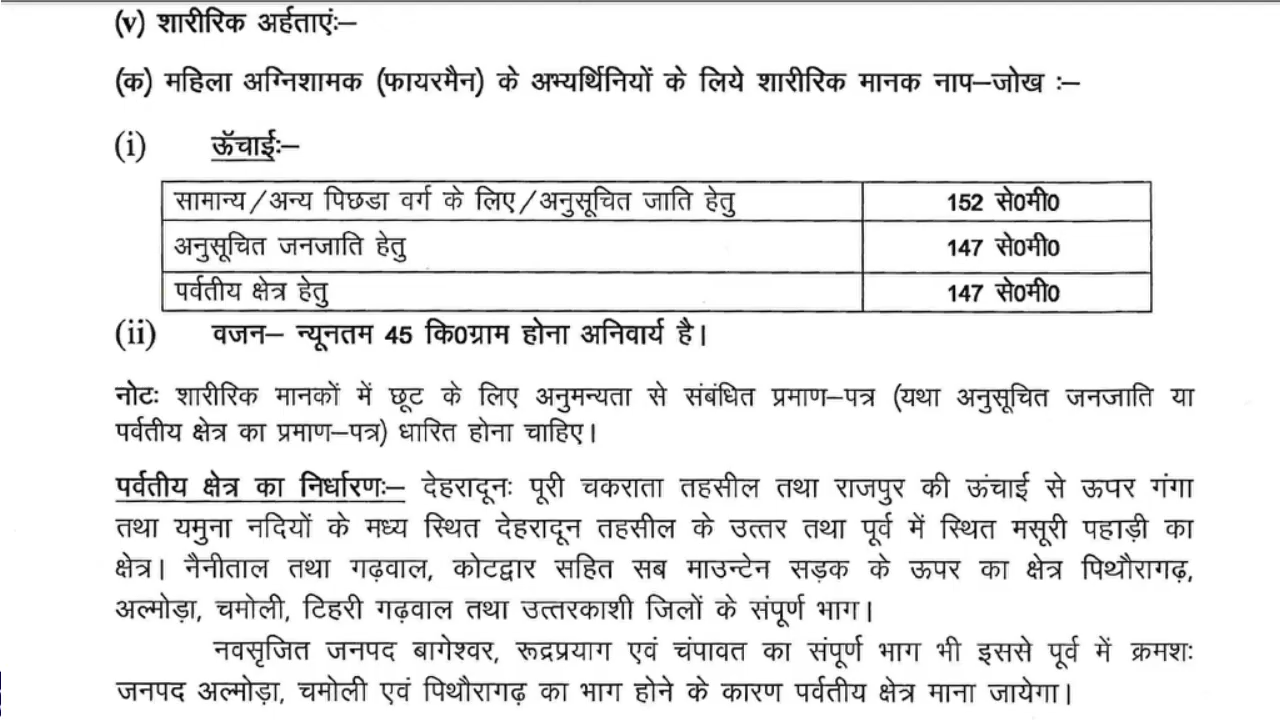 (v) शारीरिक अर्हताएंः–
(क) महिला अग्निशामक (फायरमैन) के अभ्यर्थिनियों के लिये शारीरिक मानक नाप–जोख :–
(i) ऊँचाईः–
सामान्य/अन्य पिछडा वर्ग के लिए/अनुसूचित जाति हेतु 152 से0मी0
अनुसूचित जनजाति हेतु 147 से0मी0
पर्वतीय क्षेत्र हेतु 147 से0मी0
(ii) वजन– न्यूनतम 45 कि0ग्राम होना अनिवार्य है।
नोटः शारीरिक मानकों में छूट के लिए अनुमन्यता से संबंधित प्रमाण–पत्र (यथा अनुसूचित जनजाति या
पर्वतीय क्षेत्र का प्रमाण–पत्र) धारित होना चाहिए।
पर्वतीय क्षेत्र का निर्धारणः– देहरादूनः पूरी चकराता तहसील तथा राजपुर की ऊंचाई से ऊपर गंगा
तथा यमुना नदियों के मध्य स्थित देहरादून तहसील के उत्तर तथा पूर्व में स्थित मसूरी पहाड़ी का
क्षेत्र। नैनीताल तथा गढ़वाल, कोटद्वार सहित सब माउन्टेन सड़क के ऊपर का क्षेत्र पिथौरागढ़,
अल्मोड़ा, चमोली, टिहरी गढ़वाल तथा उत्तरकाशी जिलों के संपूर्ण भाग।
नवसृजित जनपद बागेश्वर, रूद्रप्रयाग एवं चंपावत का संपूर्ण भाग भी इससे पूर्व में क्रमशः
जनपद अल्मोड़ा, चमोली एवं पिथौरागढ़ का भाग होने के कारण पर्वतीय क्षेत्र माना जायेगा।